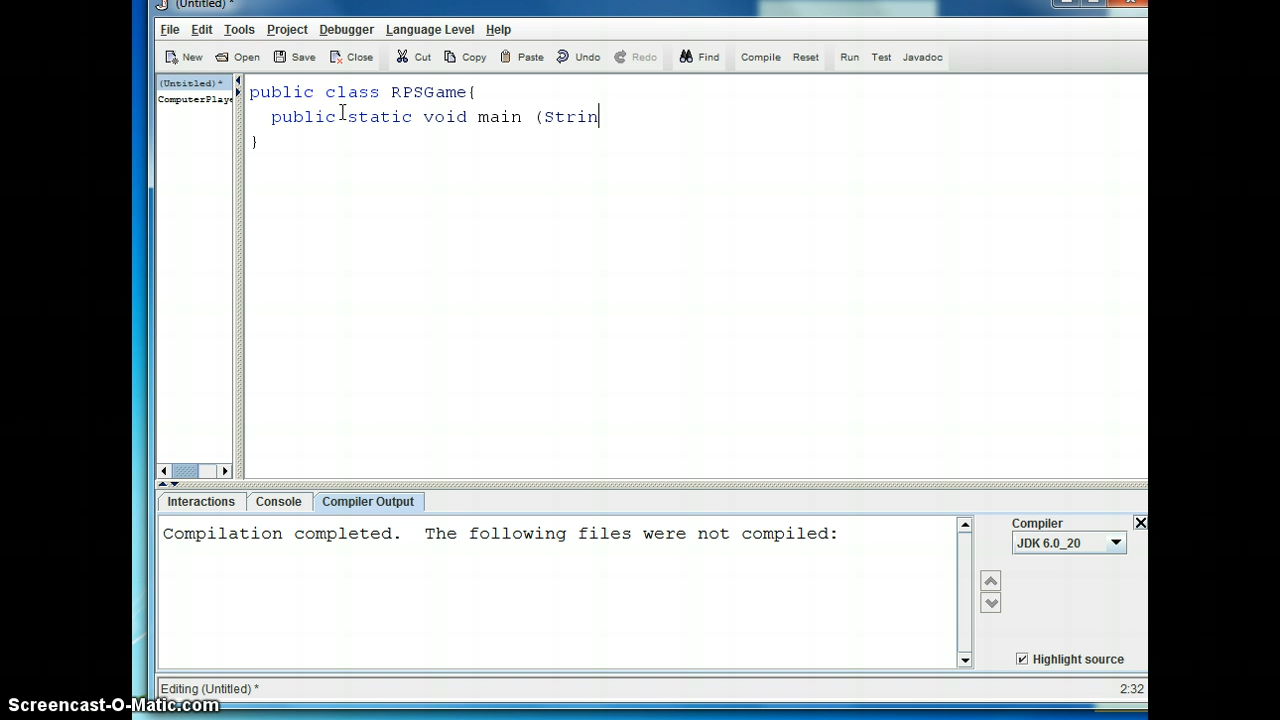 (Untitled) *
File Edit Tools Project Debugger Language Level Help
New Open Save Close Cut Copy Paste Undo Redo Find Compile Reset Run Test Javadoc
(Untitled) *
ComputerPlaye
public class RPSGame{
public static void main (Strin
}
Interactions Console Compiler Output
Compilation completed. The following files were not compiled:
Compiler
JDK 6.0_20
Highlight source
Editing (Untitled) * 2:32
Screencast-O-Matic.com